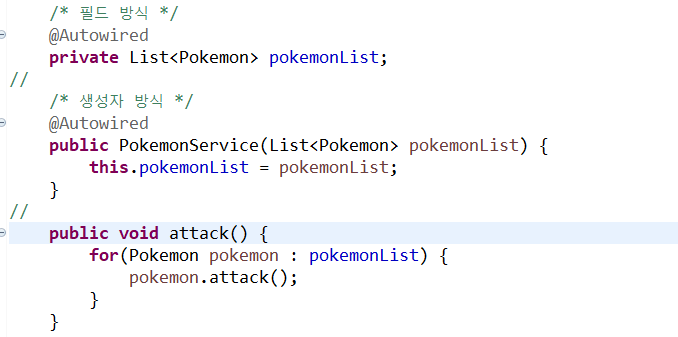 /* 필드 방식 */
@Autowired
private List<Pokemon> pokemonList;
//
/* 생성자 방식 */
@Autowired
public PokemonService(List<Pokemon> pokemonList) {
this.pokemonList = pokemonList;
}
//
public void attack() {
for(Pokemon pokemon : pokemonList) {
pokemon.attack();
}
}